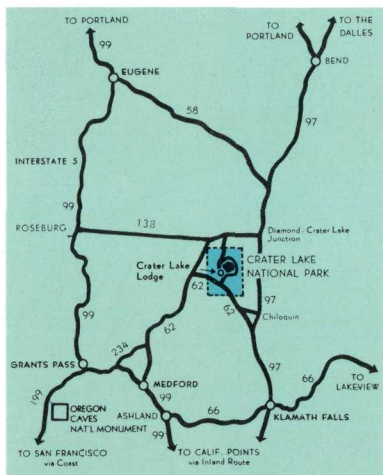 TO PORTLAND
99
TO
PORTLAND
TO THE
DALLES
EUGENE
BEND
58
97
INTERSTATE 5
99
ROSEBURG
138
Diamond - Crater Lake
Junction
Crater Lake
Lodge
CRATER LAKE
NATIONAL PARK
62
62
97
Chiloquin
99
62
234
97
GRANTS PASS
66
TO
LAKEVIEW
199
MEDFORD
99
OREGON
CAVES
NAT'L MONUMENT
ASHLAND
66
KLAMATH FALLS
99
TO SAN FRANCISCO
via Coast
TO CALIF. POINTS
via Inland Route